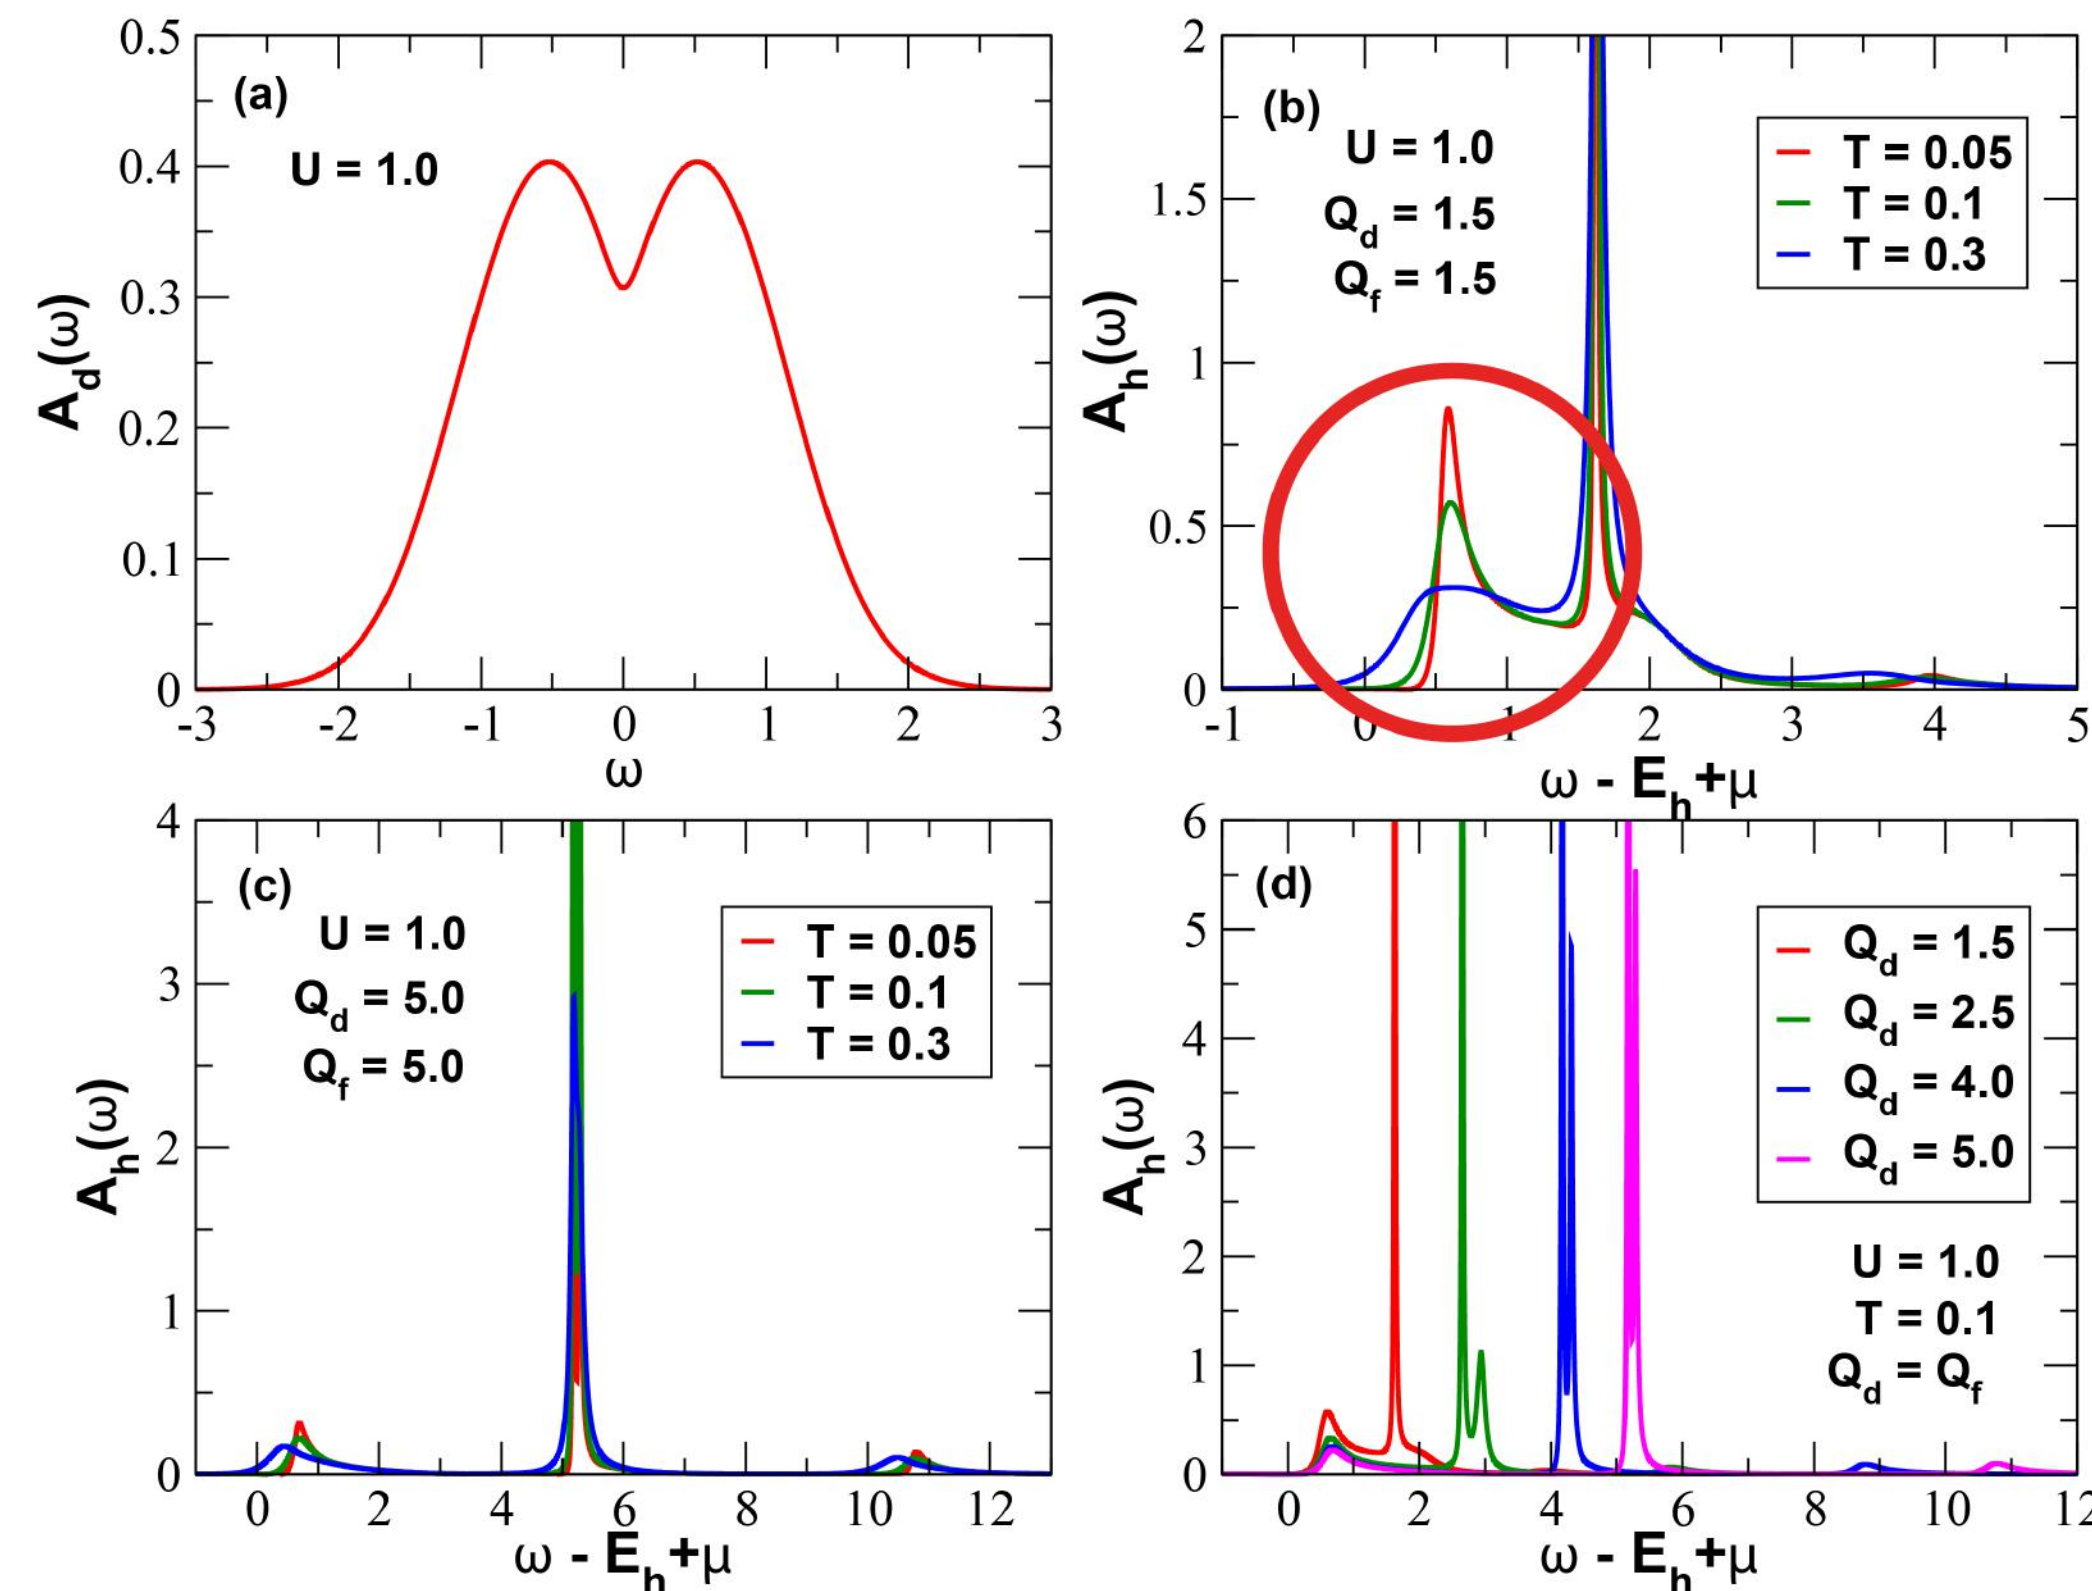 (a)
U = 1.0
0.5
0.4
0.3
0.2
0.1
0
-3 -2 -1 0 1 2 3
A_d(ω)
ω
(b)
U = 1.0
Q_d = 1.5
Q_f = 1.5
T = 0.05
T = 0.1
T = 0.3
2
1.5
1
0.5
0
-1 0 1 2 3 4 5
A_h(ω)
ω - E_h+μ
(c)
U = 1.0
Q_d = 5.0
Q_f = 5.0
T = 0.05
T = 0.1
T = 0.3
4
3
2
1
0
0 2 4 6 8 10 12
A_h(ω)
ω - E_h+μ
(d)
Q_d = 1.5
Q_d = 2.5
Q_d = 4.0
Q_d = 5.0
U = 1.0
T = 0.1
Q_d = Q_f
6
5
4
3
2
1
0
0 2 4 6 8 10 12
A_h(ω)
ω - E_h+μ